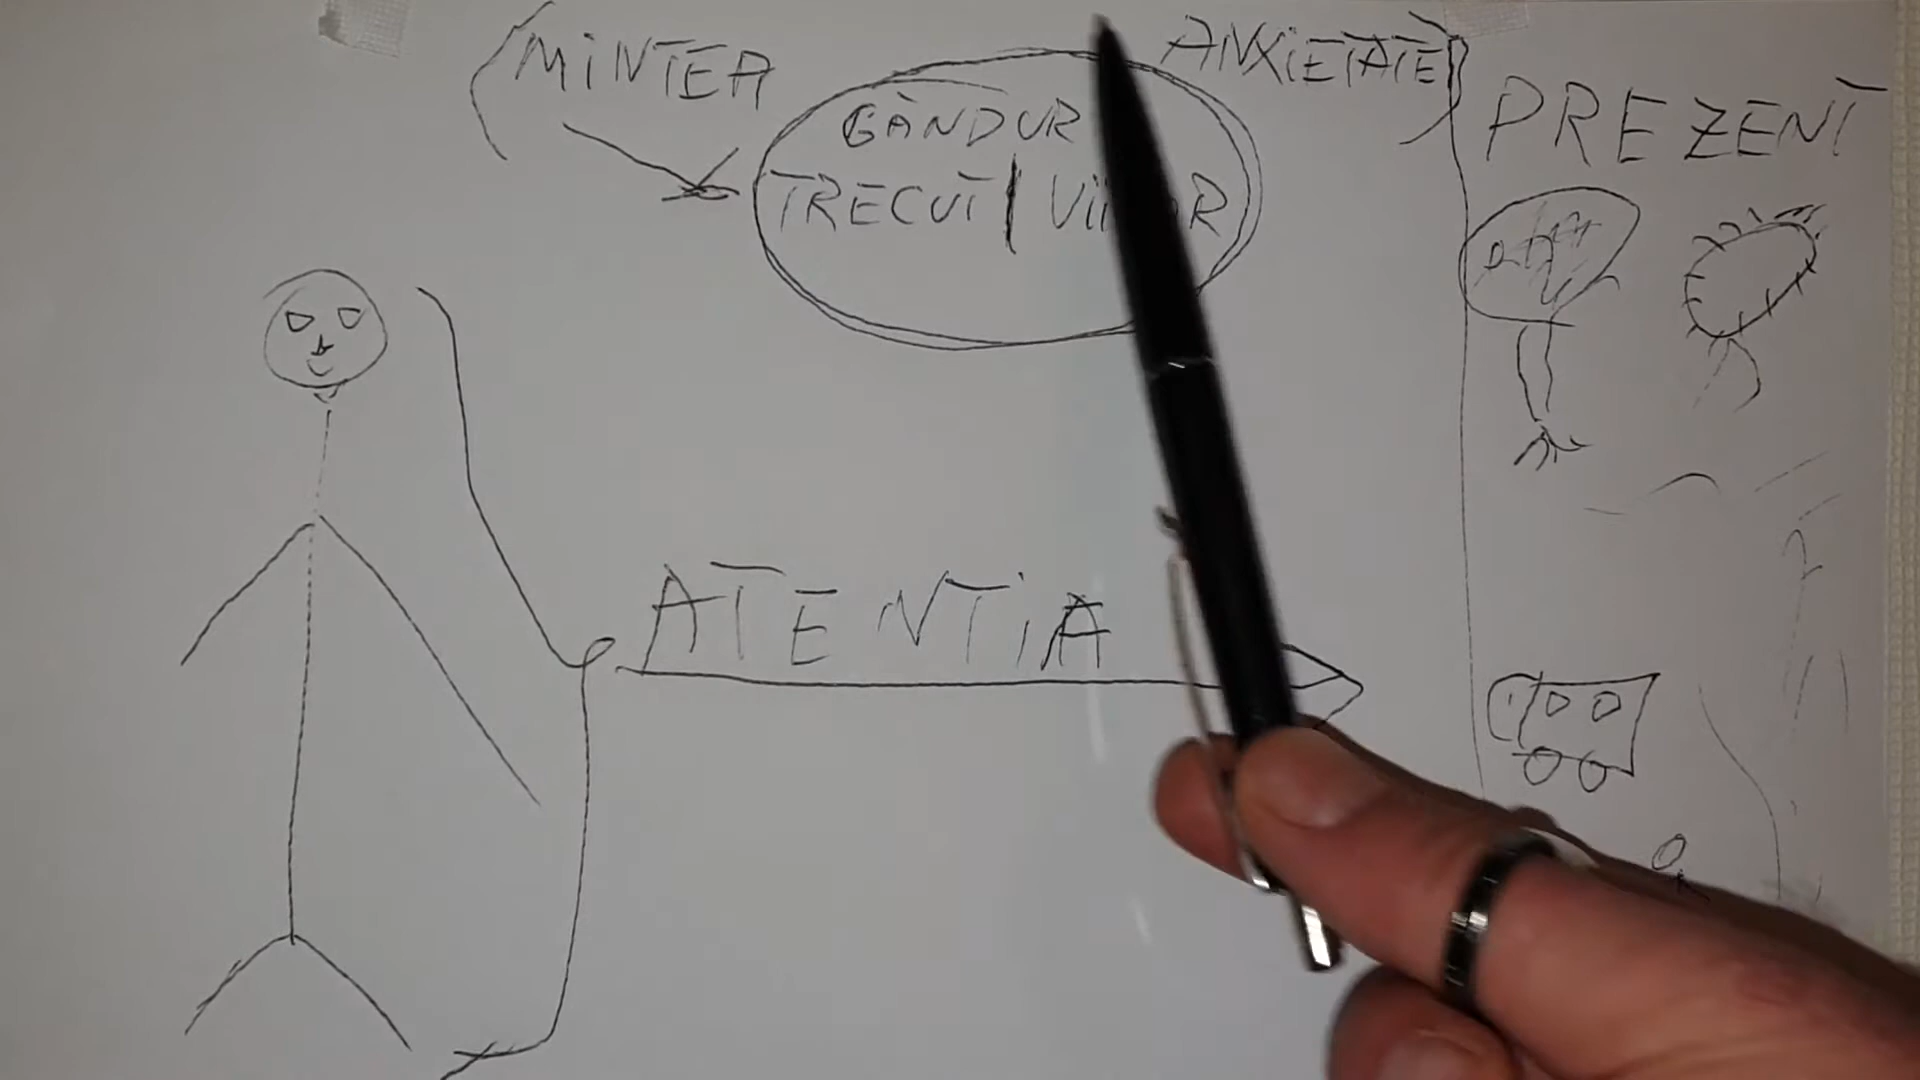 MINTEA
ANXIETATE
PREZENT
GÂNDUR
TRECUT |
ATENTIA